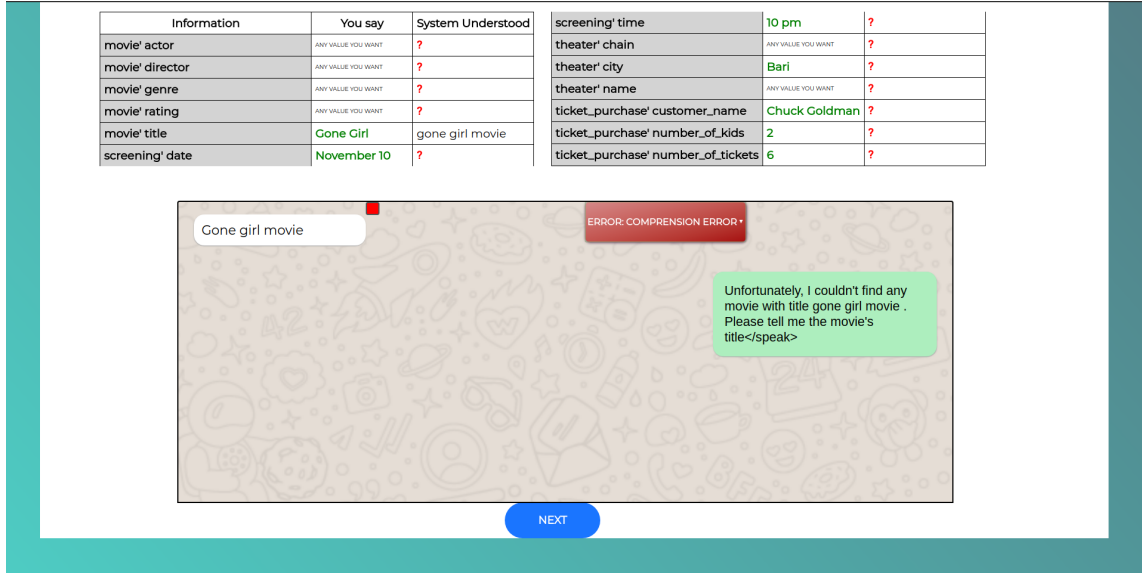 Information You say System Understood
movie' actor ANY VALUE YOU WANT ?
movie' director ANY VALUE YOU WANT ?
movie' genre ANY VALUE YOU WANT ?
movie' rating ANY VALUE YOU WANT ?
movie' title Gone Girl gone girl movie
screening' date November 10 ?
screening' time 10 pm ?
theater' chain ANY VALUE YOU WANT ?
theater' city Bari ?
theater' name ANY VALUE YOU WANT ?
ticket_purchase' customer_name Chuck Goldman ?
ticket_purchase' number_of_kids 2 ?
ticket_purchase' number_of_tickets 6 ?
Gone girl movie
ERROR: COMPRENSION ERROR
Unfortunately, I couldn't find any
movie with title gone girl movie .
Please tell me the movie's
title</speak>
NEXT